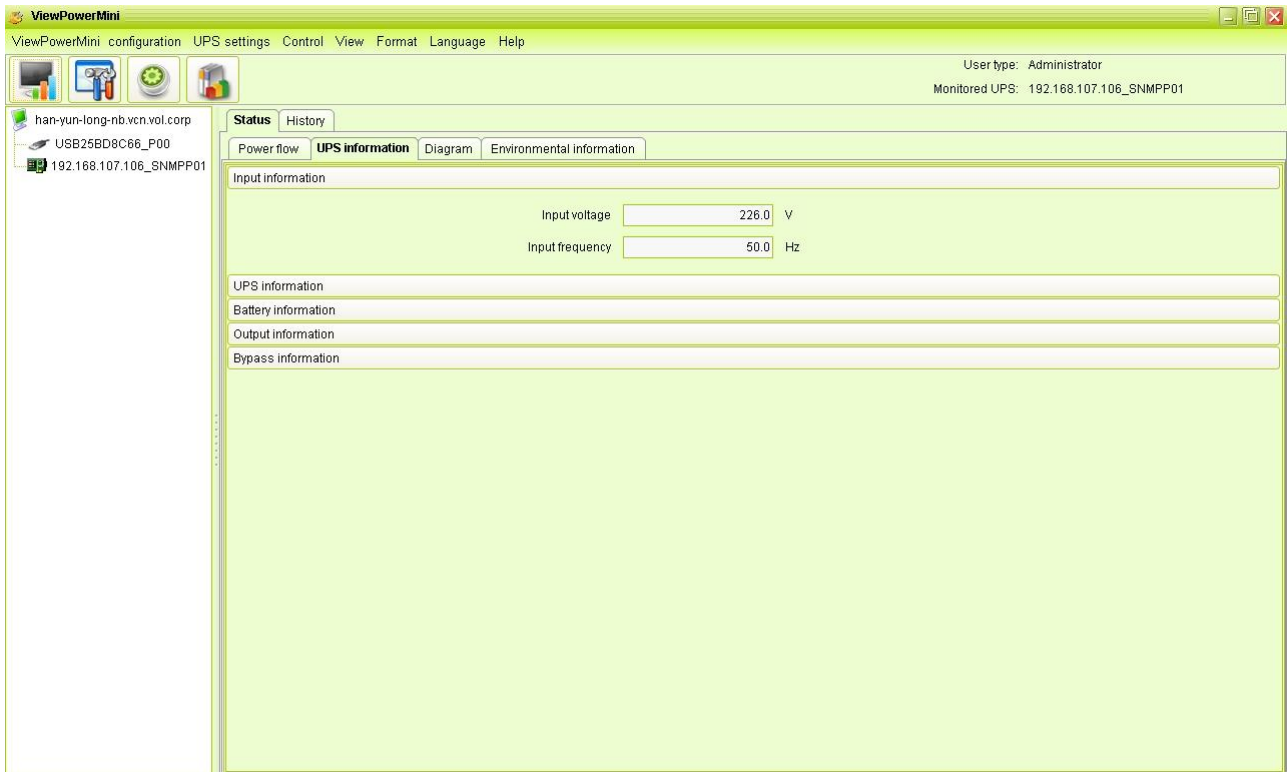 ViewPowerMini
ViewPowerMini configuration UPS settings Control View Format Language Help
User type: Administrator
Monitored UPS: 192.168.107.106_SNMPP01
han-yun-long-nb.vcn.vol.corp
USB25BD8C66_P00
192.168.107.106_SNMPP01
Status History
Power flow UPS information Diagram Environmental information
Input information
Input voltage 226.0 V
Input frequency 50.0 Hz
UPS information
Battery information
Output information
Bypass information